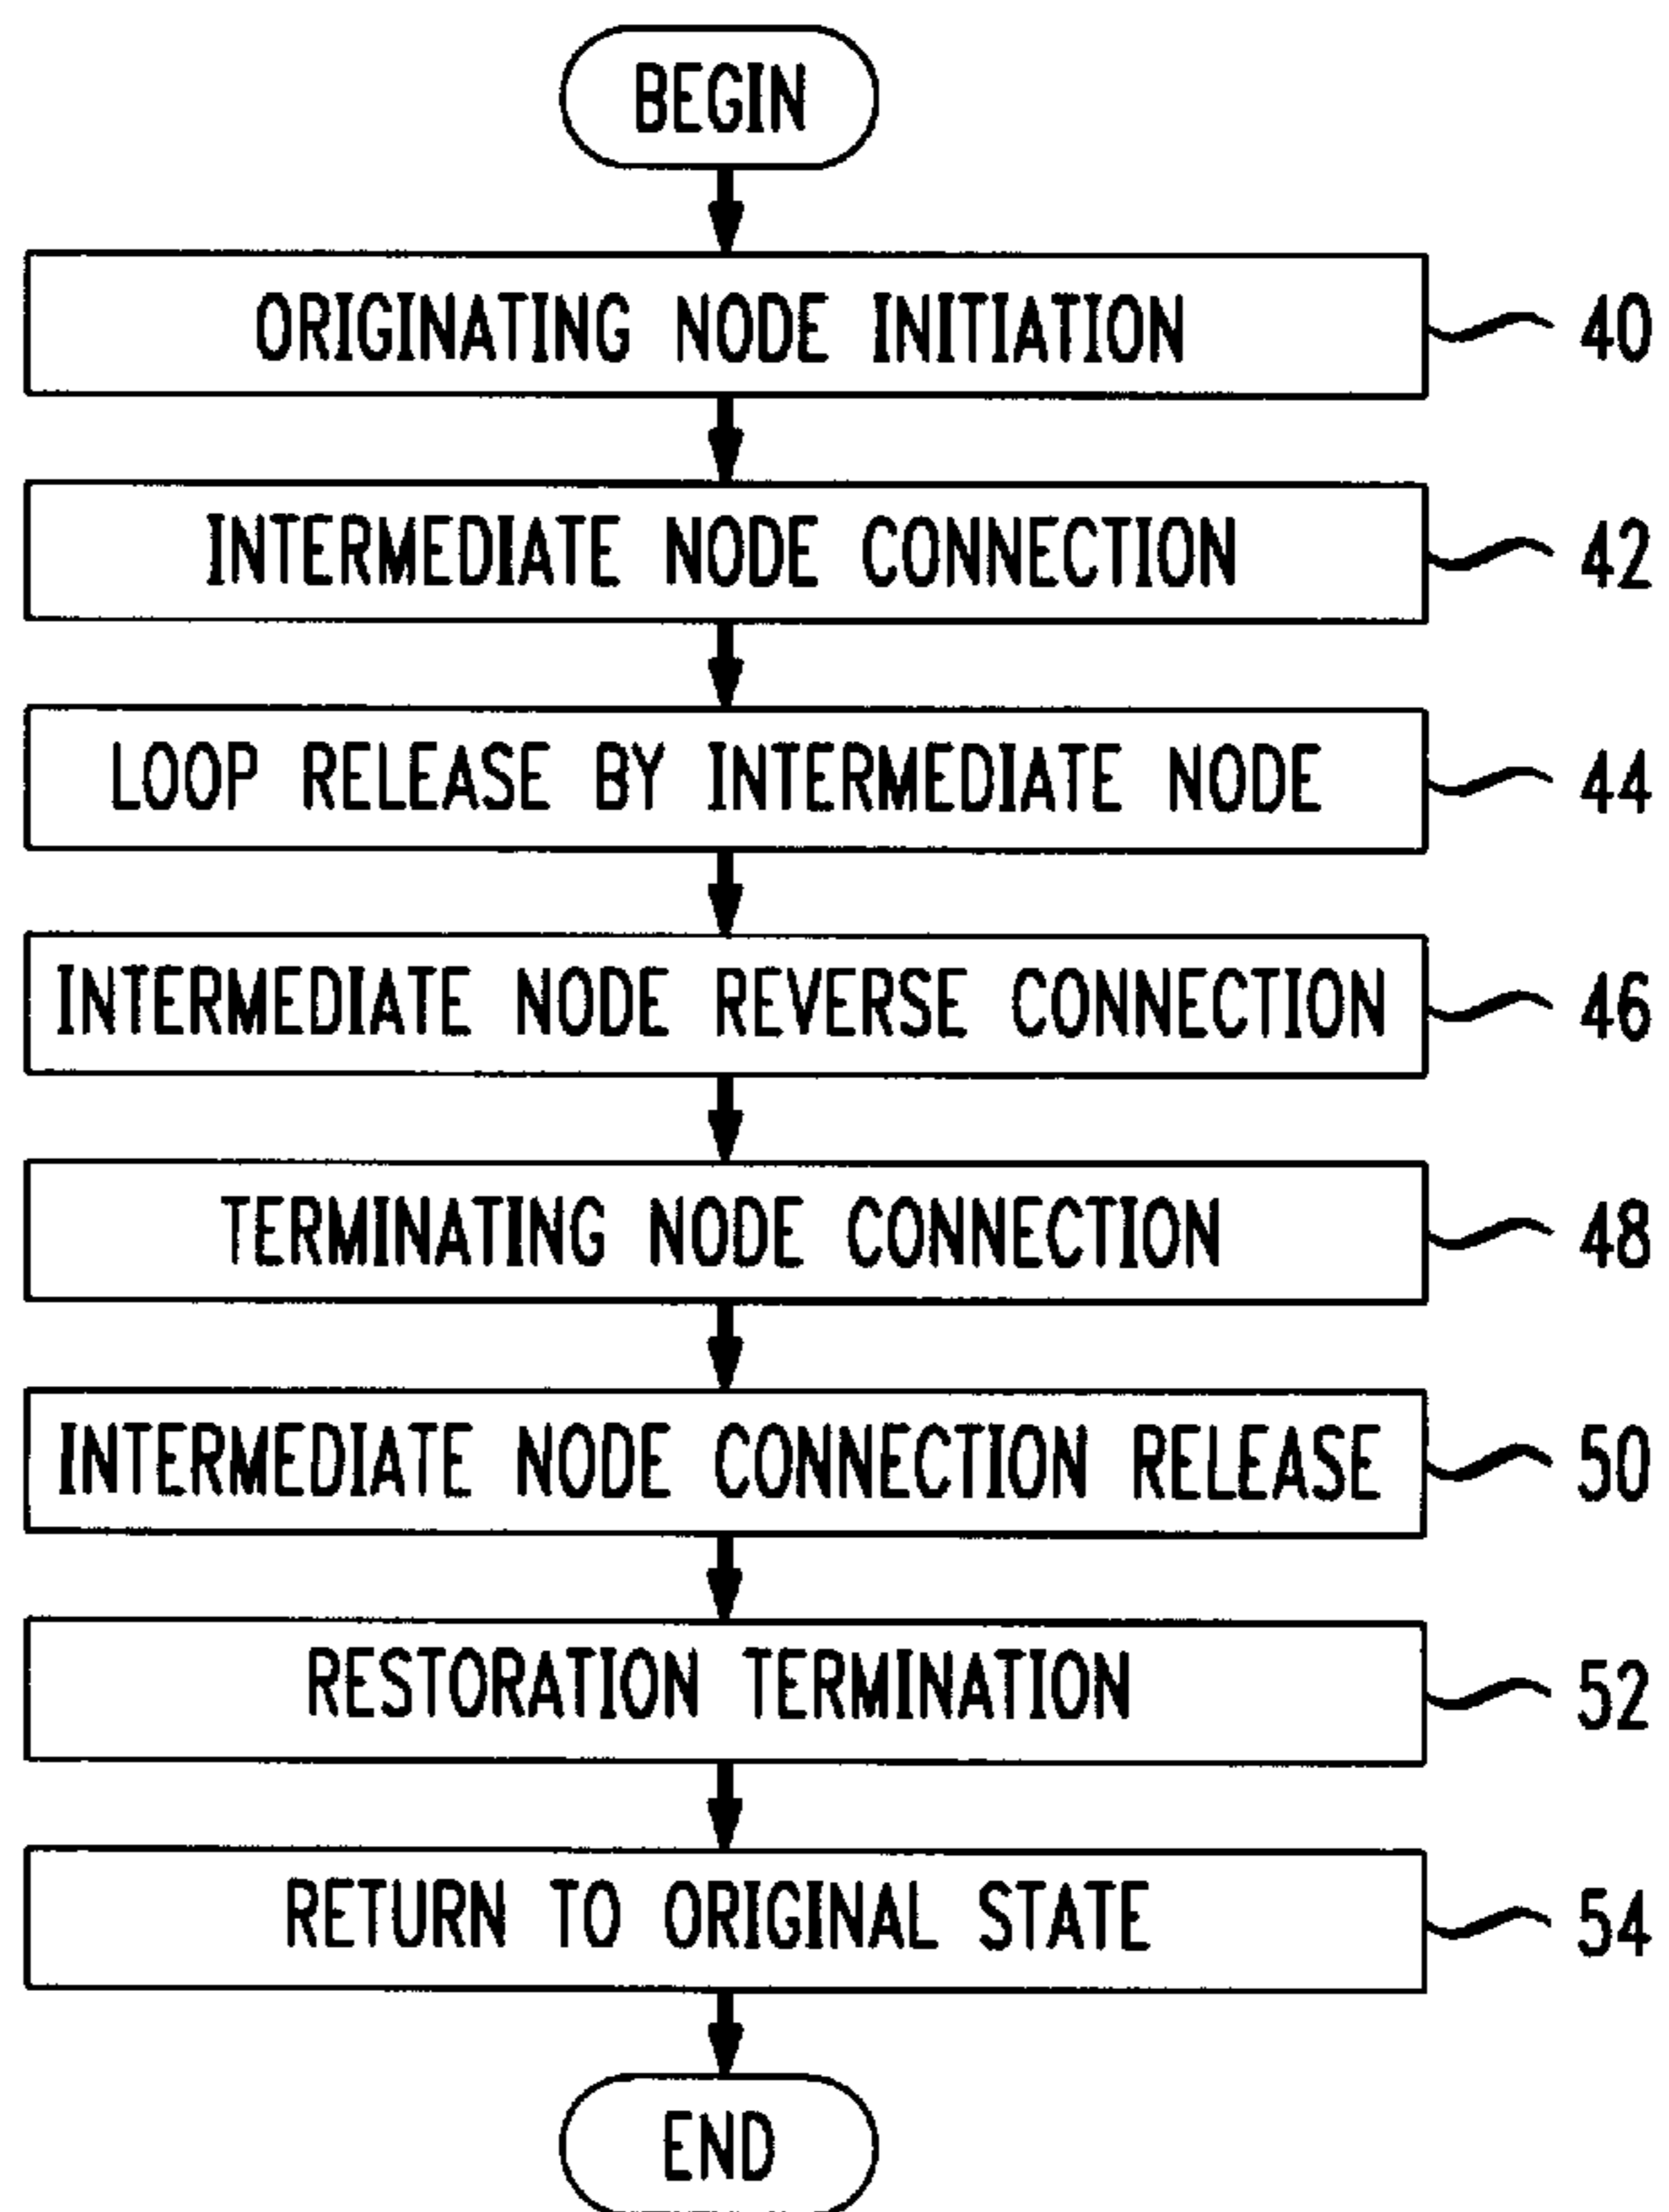 BEGIN
ORIGINATING NODE INITIATION 40
INTERMEDIATE NODE CONNECTION 42
LOOP RELEASE BY INTERMEDIATE NODE 44
INTERMEDIATE NODE REVERSE CONNECTION 46
TERMINATING NODE CONNECTION 48
INTERMEDIATE NODE CONNECTION RELEASE 50
RESTORATION TERMINATION 52
RETURN TO ORIGINAL STATE 54
END